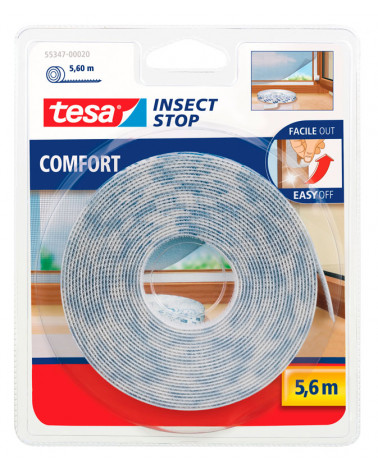 55347-00020
5,60 m
tesa
INSECT
STOP
COMFORT
FACILE OUT
EASY OFF
5,6 m